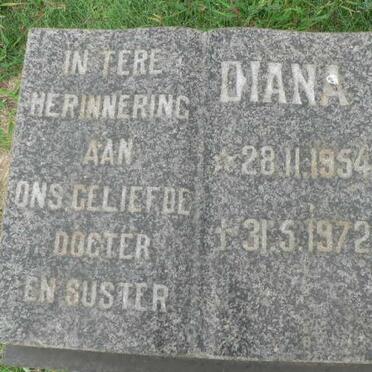 IN TERE
HERINNERING
AAN
ONS GELIEFDE
DOGTER
EN SUSTER
DIANA
☆ 28.11.1954
† 31.5.1972